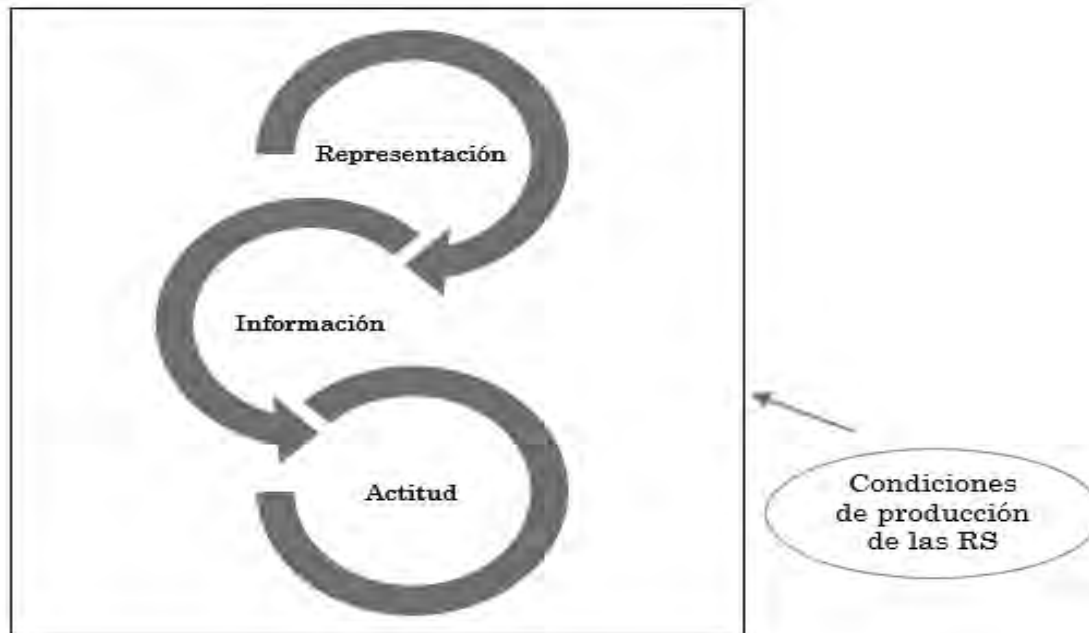 Representación
Información
Actitud
Condiciones
de producción
de las RS